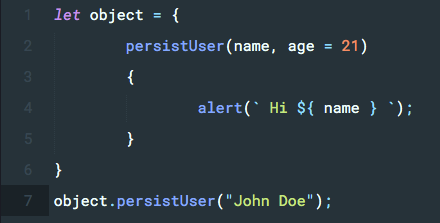 1 let object = {
2 persistUser(name, age = 21)
3 {
4 alert(` Hi ${ name } `);
5 }
6 }
7 object.persistUser("John Doe");